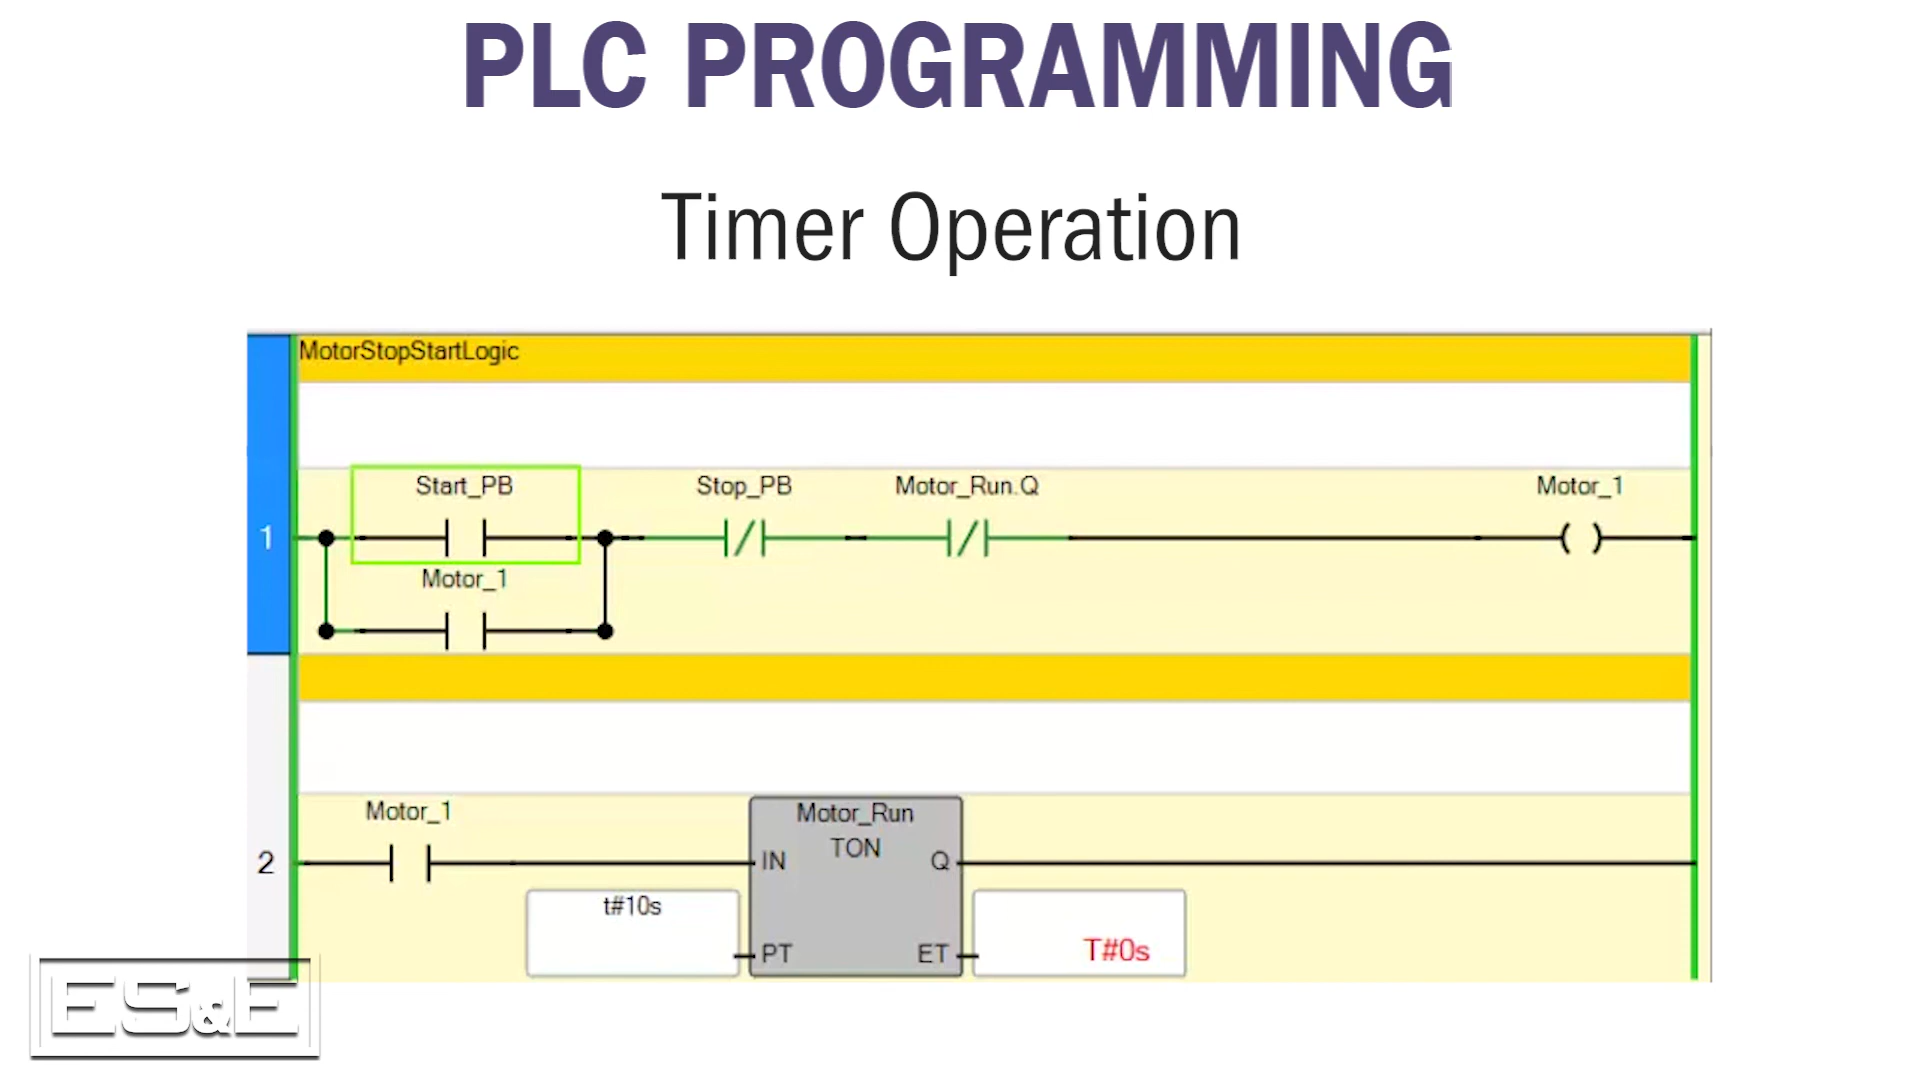 PLC PROGRAMMING
Timer Operation
MotorStopStartLogic
Start_PB
Stop_PB
Motor_Run.Q
Motor_1
1
Motor_1
Motor_1
Motor_Run
TON
2
IN
Q
t#10s
PT
ET
T#0s
ES&E